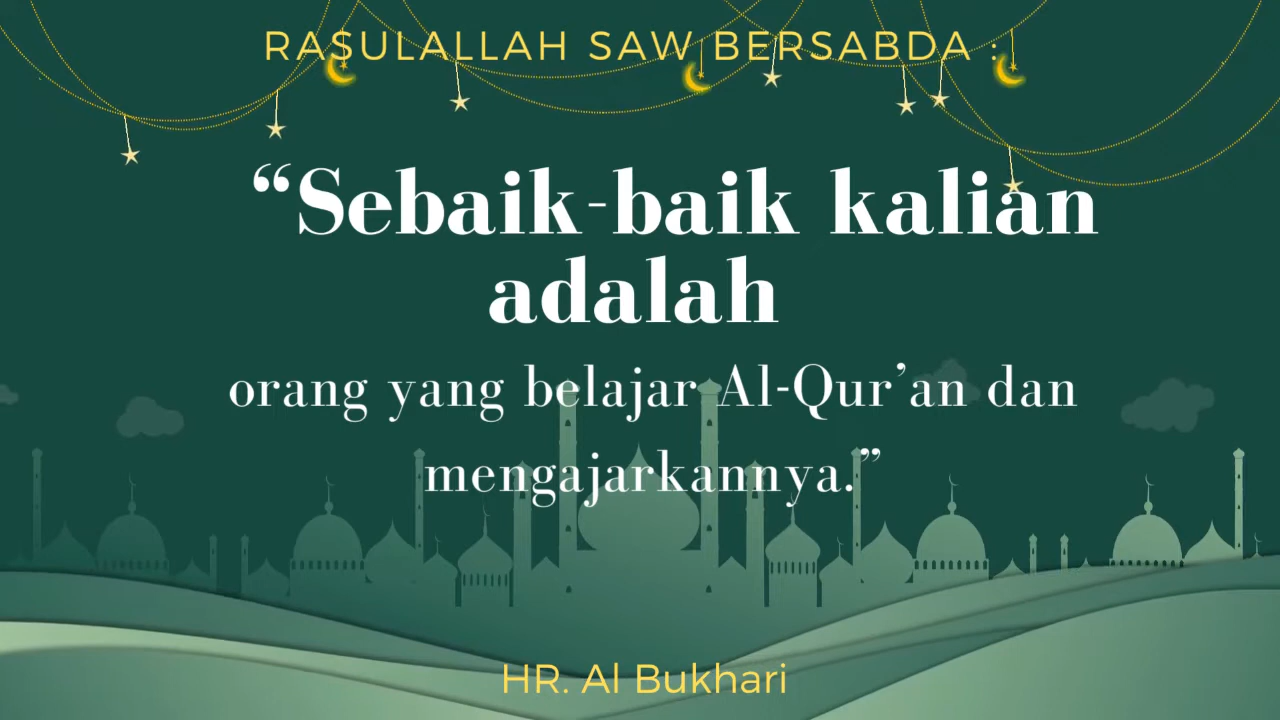 RASULALLAH SAW BERSABDA :
“Sebaik-baik kalian
adalah
orang yang belajar Al-Qur’an dan
mengajarkannya.”
HR. Al Bukhari